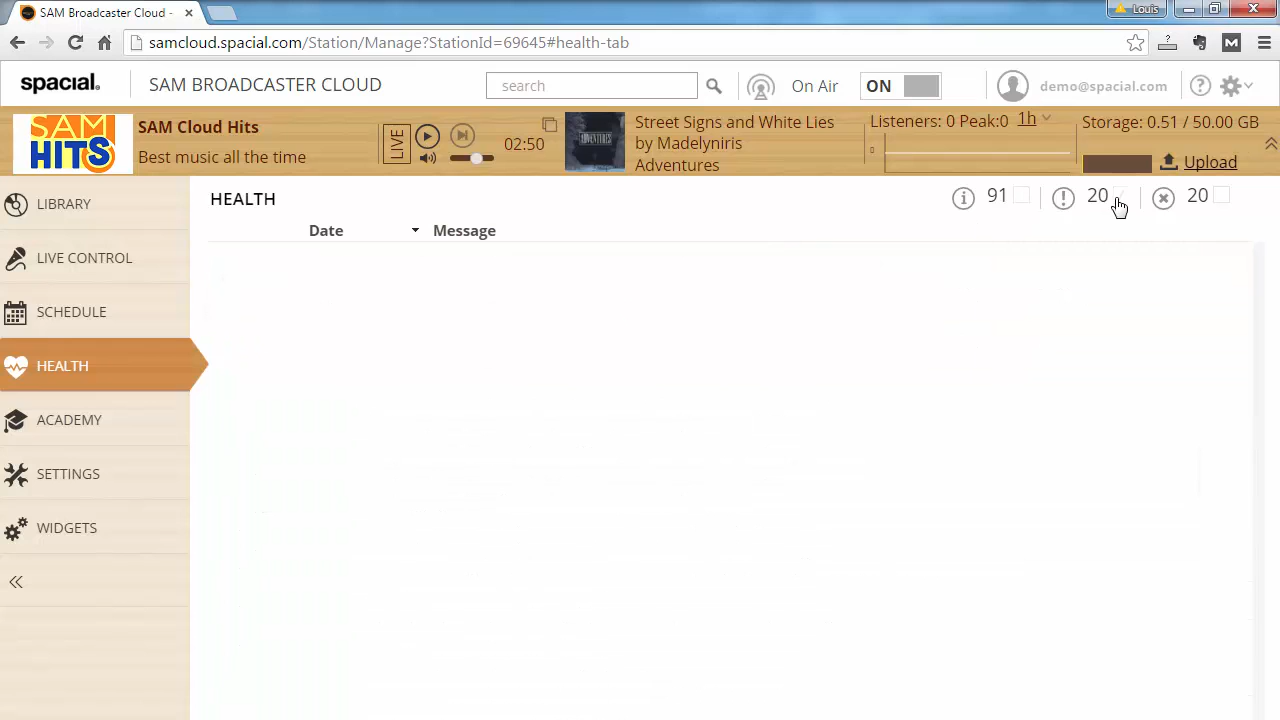 SAM Broadcaster Cloud -
Louis
samcloud.spacial.com/Station/Manage?StationId=69645#health-tab
spacial.
SAM BROADCASTER CLOUD
search
On Air
ON
demo@spacial.com
SAM
HITS
SAM Cloud Hits
Best music all the time
LIVE
02:50
ADVENTURES
Street Signs and White Lies
by Madelyniris
Adventures
Listeners: 0 Peak:0 1h
Storage: 0.51 / 50.00 GB
Upload
LIBRARY
LIVE CONTROL
SCHEDULE
HEALTH
ACADEMY
SETTINGS
WIDGETS
HEALTH
91
20
20
Date
Message